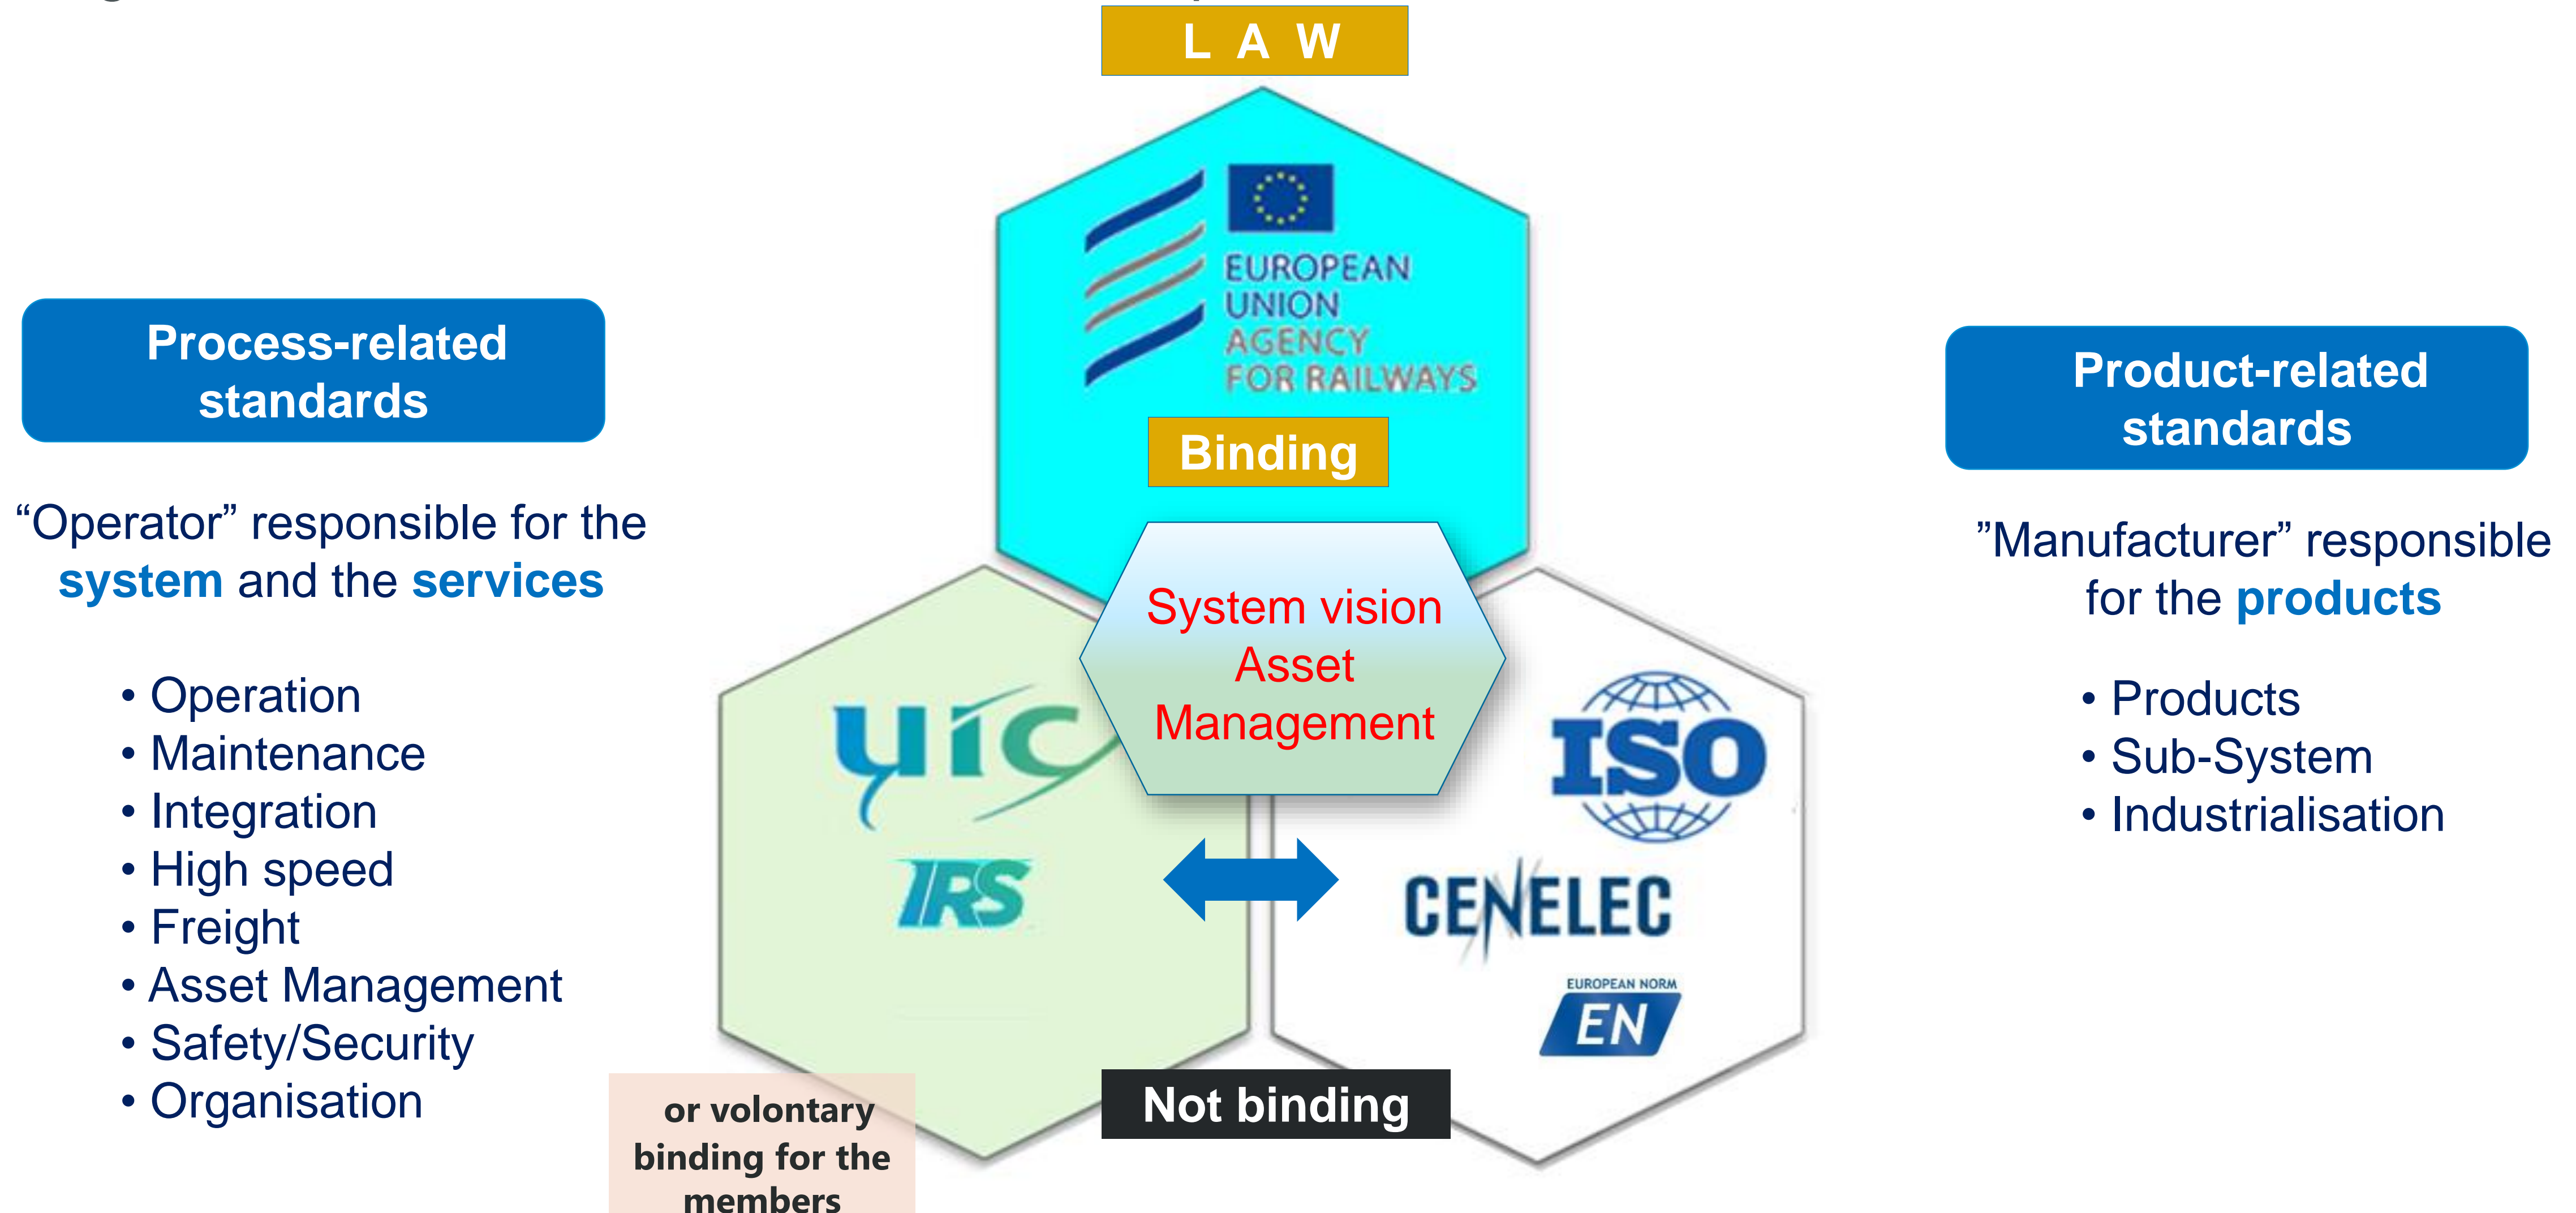 L A W
EUROPEAN
UNION
AGENCY
FOR RAILWAYS
Binding
Process-related
standards
“Operator” responsible for the
system and the services
• Operation
• Maintenance
• Integration
• High speed
• Freight
• Asset Management
• Safety/Security
• Organisation
System vision
Asset
Management
UIC
IRS
ISO
CENELEC
EUROPEAN NORM
EN
or volontary
binding for the
members
Not binding
Product-related
standards
”Manufacturer” responsible
for the products
• Products
• Sub-System
• Industrialisation